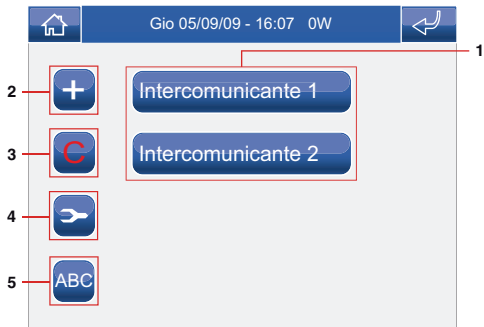 Gio 05/09/09 - 16:07 0W
1
2 +
Intercomunicante 1
3 C
Intercomunicante 2
4
5 ABC